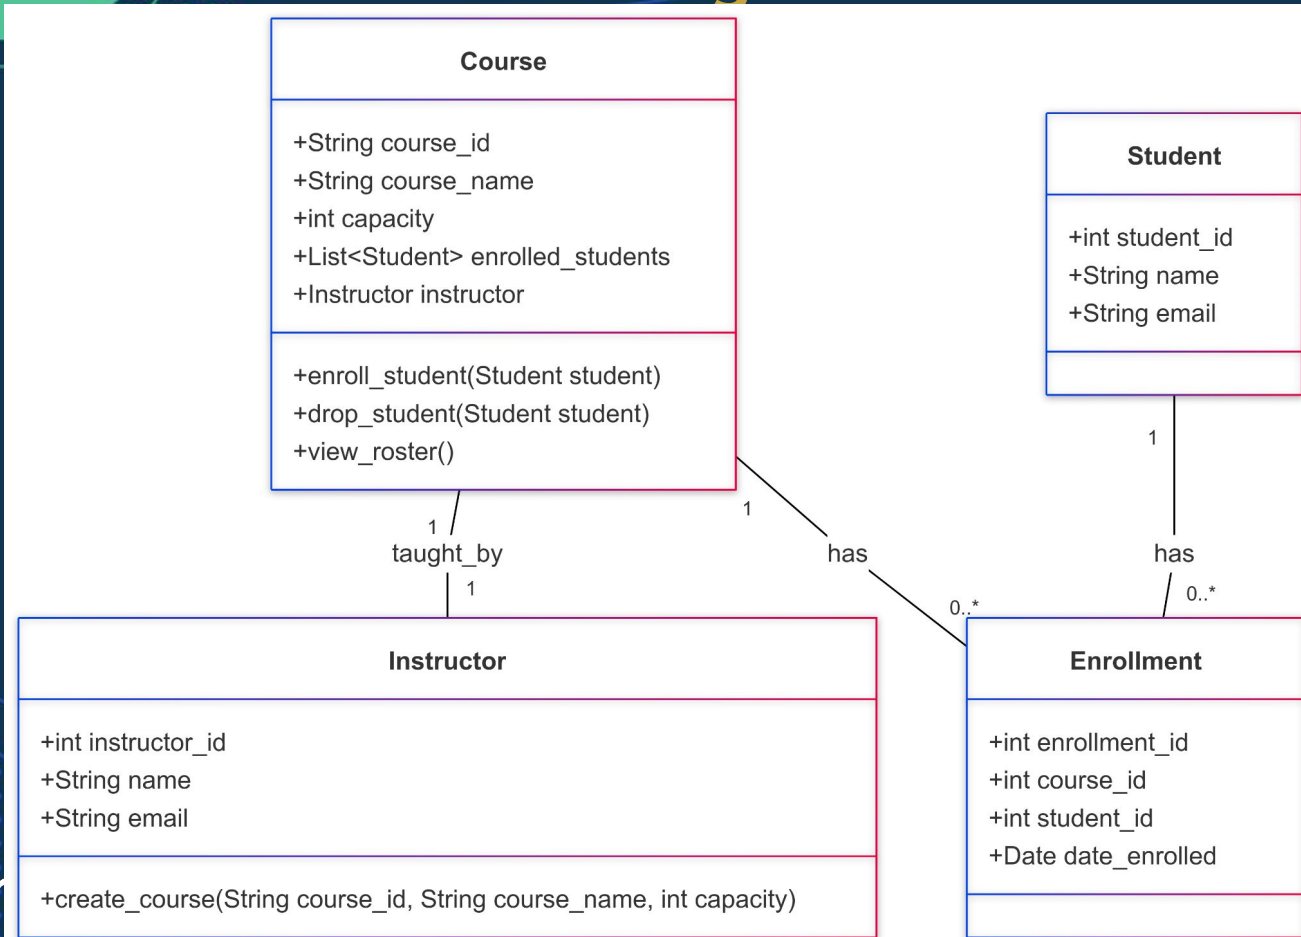 Course
+String course_id
+String course_name
+int capacity
+List<Student> enrolled_students
+Instructor instructor
+enroll_student(Student student)
+drop_student(Student student)
+view_roster()
Student
+int student_id
+String name
+String email
1
taught_by
1
1
has
0..*
1
has
0..*
Instructor
+int instructor_id
+String name
+String email
+create_course(String course_id, String course_name, int capacity)
Enrollment
+int enrollment_id
+int course_id
+int student_id
+Date date_enrolled